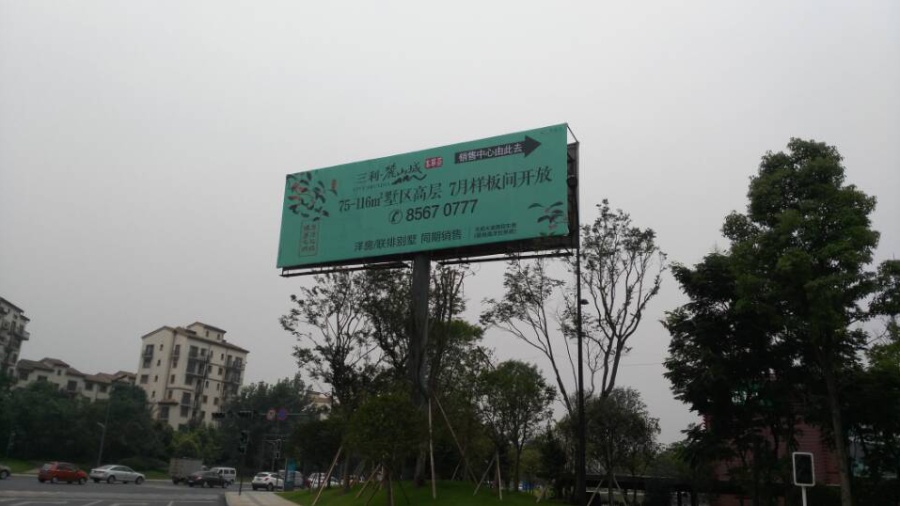 销售中心由此去
三利·麓山城
75-116㎡墅区高层 7月样板间开放
8567 0777
洋房/联排别墅 同期销售